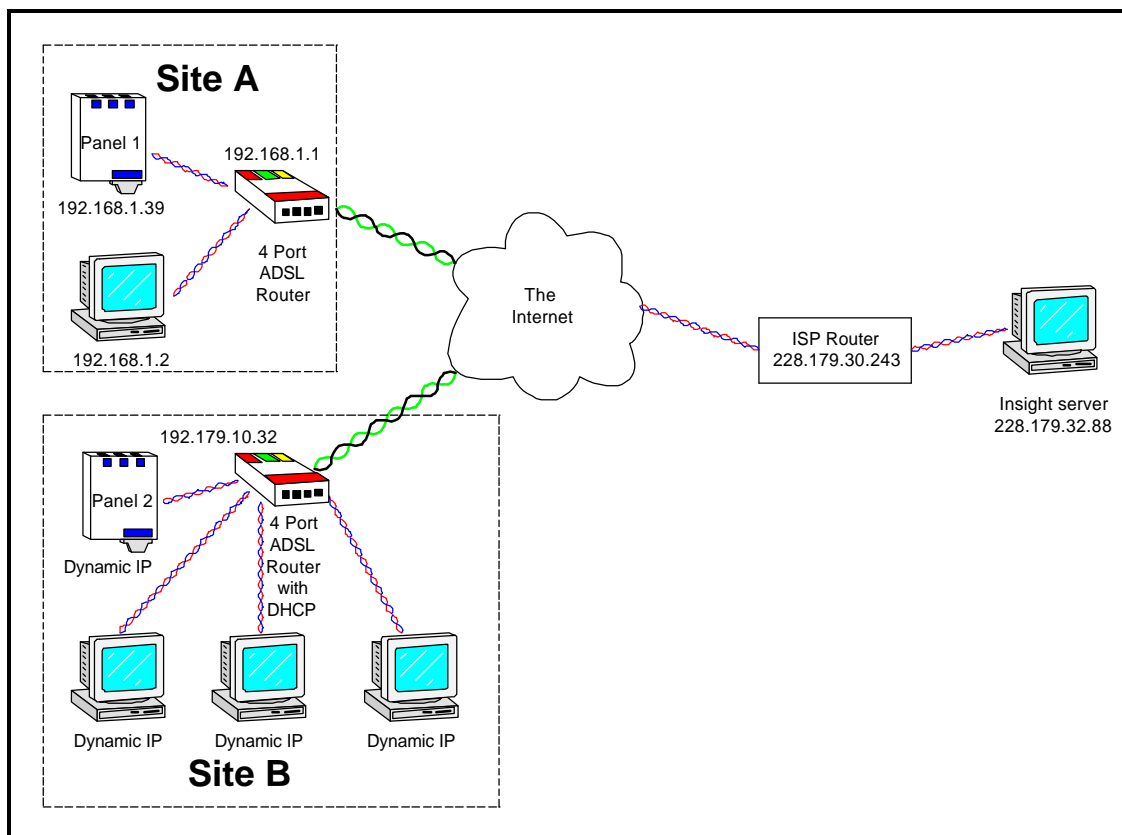 Site A
Panel 1
192.168.1.39
192.168.1.1
4 Port
ADSL
Router
192.168.1.2
The
Internet
ISP Router
228.179.30.243
Insight server
228.179.32.88
192.179.10.32
Panel 2
Dynamic IP
4 Port
ADSL
Router
with
DHCP
Dynamic IP
Dynamic IP
Dynamic IP
Site B